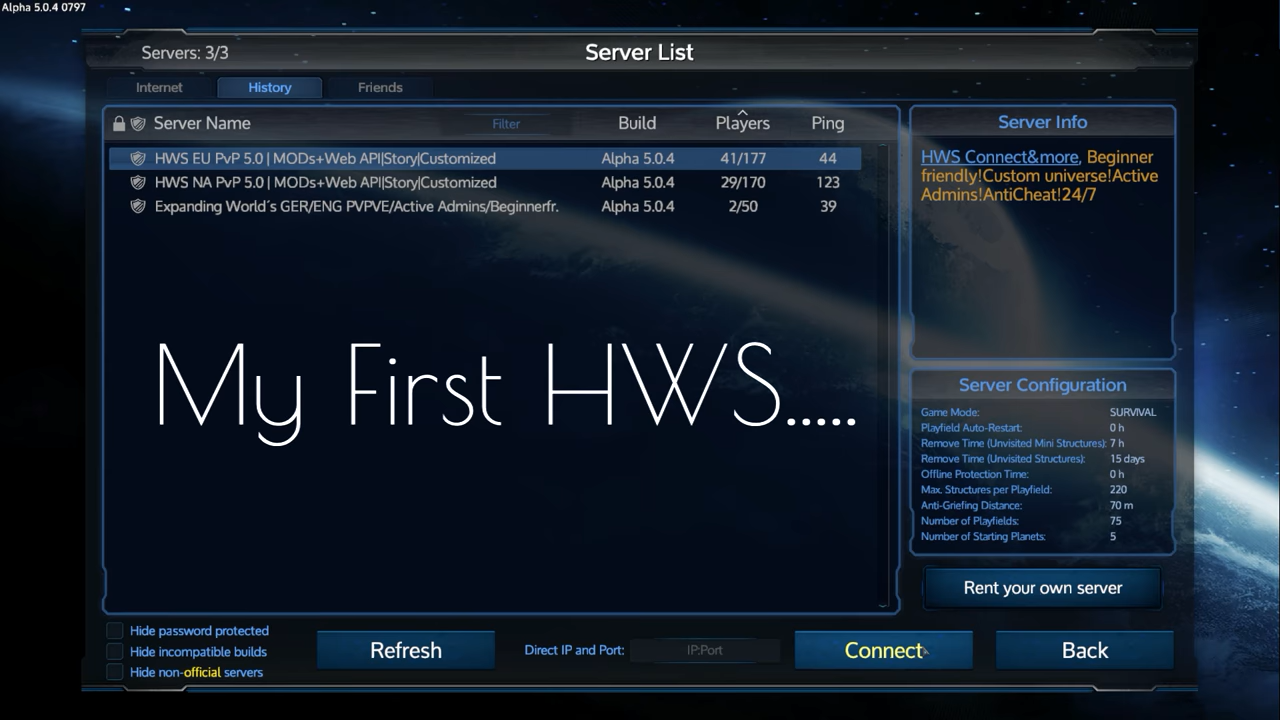 Alpha 5.0.4 0797
Servers: 3/3
Server List
Internet
History
Friends
Server Name
Filter
Build
Players
Ping
HWS EU PvP 5.0 | MODs+Web API|Story|Customized
Alpha 5.0.4
41/177
44
HWS NA PvP 5.0 | MODs+Web API|Story|Customized
Alpha 5.0.4
29/170
123
Expanding World´s GER/ENG PVPVE/Active Admins/Beginnerfr.
Alpha 5.0.4
2/50
39
My First HWS.....
Server Info
HWS Connect&more, Beginner
friendly!Custom universe!Active
Admins!AntiCheat!24/7
Server Configuration
Game Mode: SURVIVAL
Playfield Auto-Restart: 0 h
Remove Time (Unvisited Mini Structures): 7 h
Remove Time (Unvisited Structures): 15 days
Offline Protection Time: 0 h
Max. Structures per Playfield: 220
Anti-Griefing Distance: 70 m
Number of Playfields: 75
Number of Starting Planets: 5
Rent your own server
Hide password protected
Hide incompatible builds
Hide non-official servers
Refresh
Direct IP and Port:
IP:Port
Connect
Back